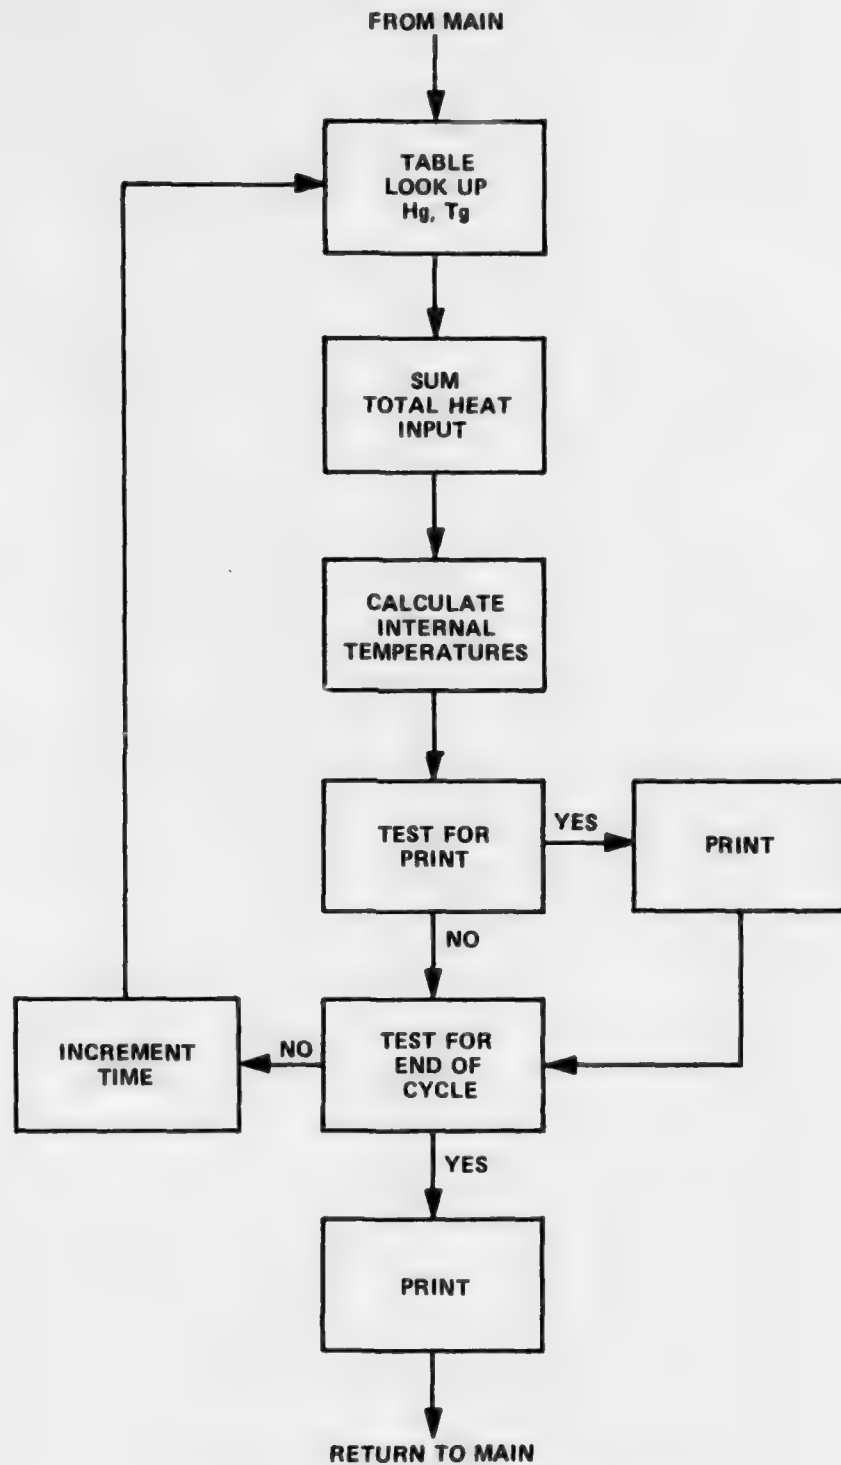 FROM MAIN
TABLE
LOOK UP
Hg, Tg
SUM
TOTAL HEAT
INPUT
CALCULATE
INTERNAL
TEMPERATURES
TEST FOR
PRINT
YES
PRINT
NO
INCREMENT
TIME
NO
TEST FOR
END OF
CYCLE
YES
PRINT
RETURN TO MAIN